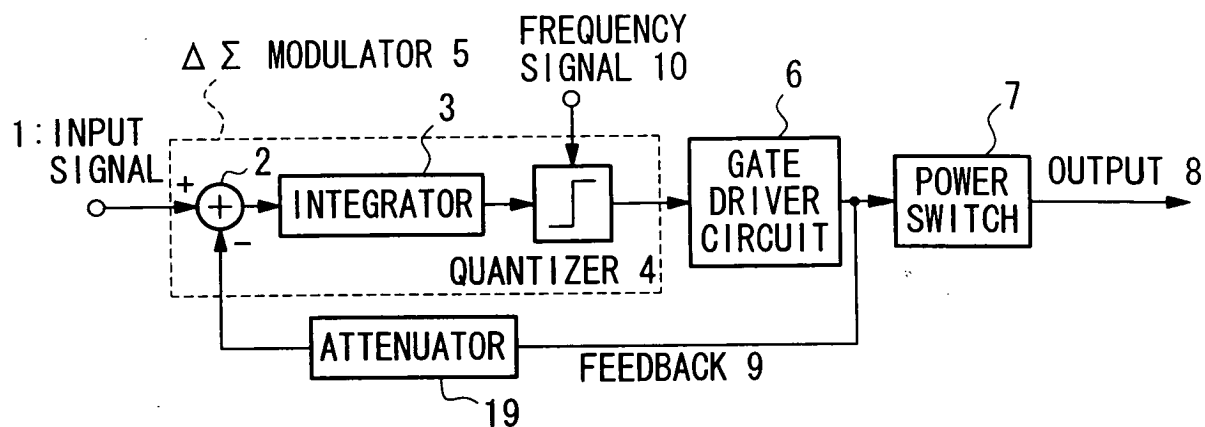 ΔΣ MODULATOR 5
FREQUENCY
SIGNAL 10
1:INPUT
SIGNAL
+
2
+
−
3
INTEGRATOR
QUANTIZER 4
6
GATE
DRIVER
CIRCUIT
7
POWER
SWITCH
OUTPUT 8
ATTENUATOR
19
FEEDBACK 9